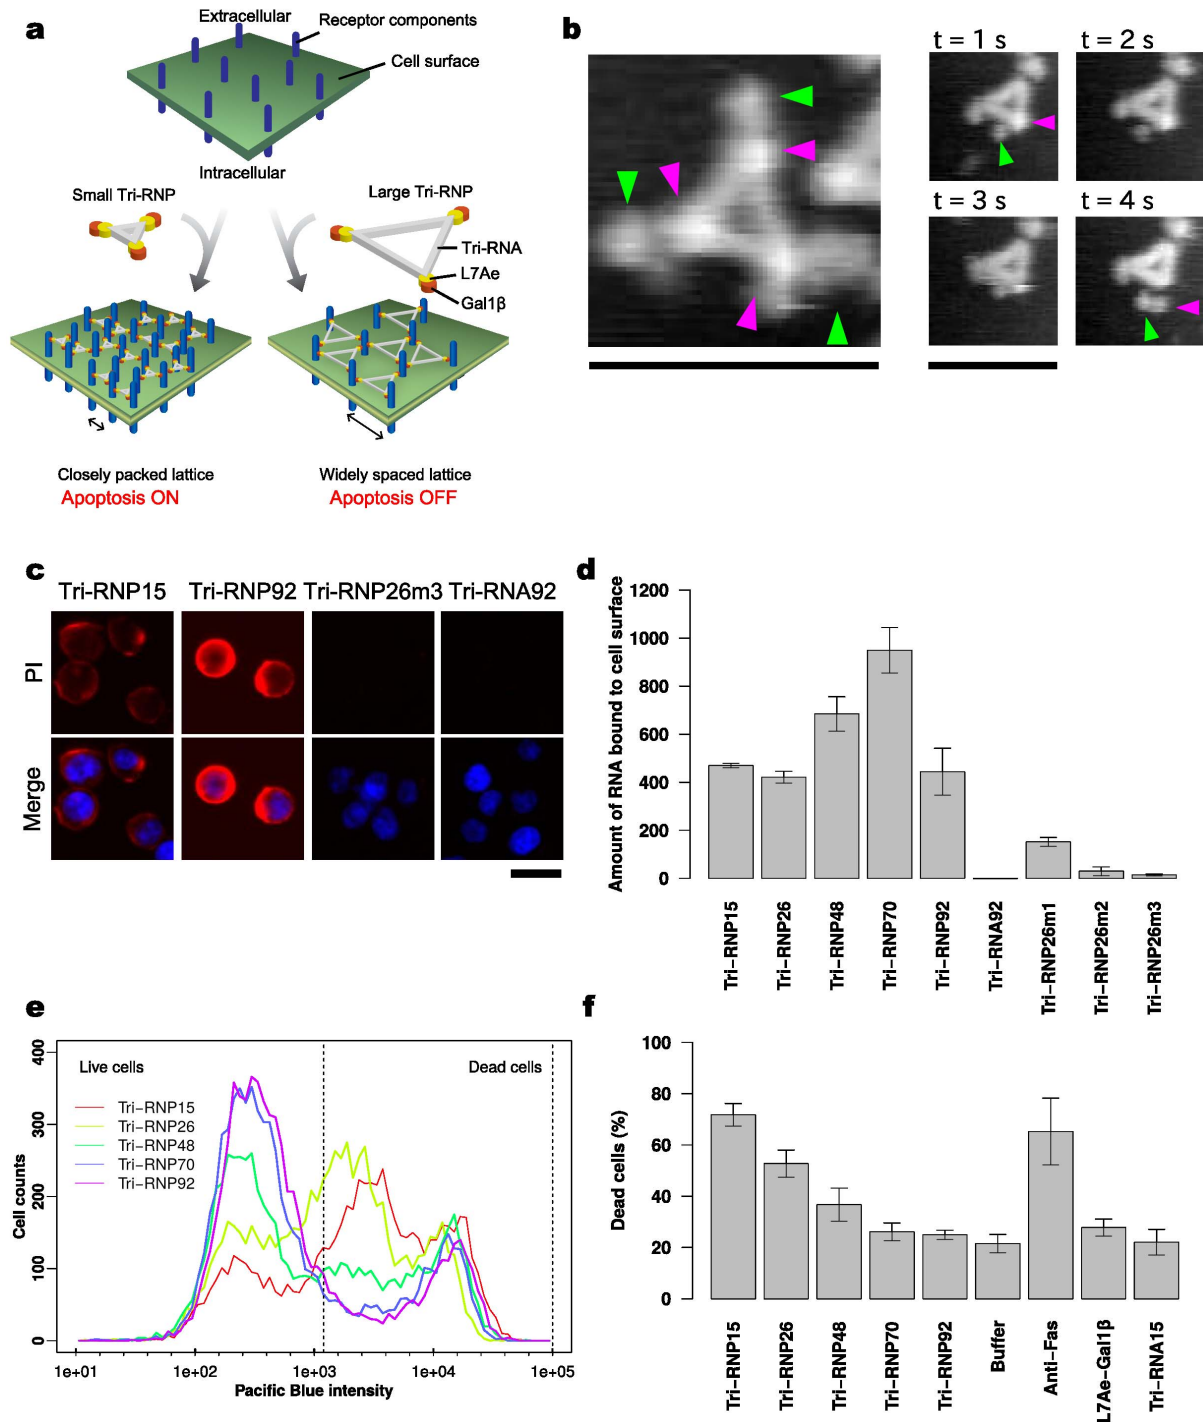 a
Extracellular
Receptor components
Cell surface
Intracellular
Small Tri-RNP
Large Tri-RNP
Tri-RNA
L7Ae
Gal1β
Closely packed lattice
Apoptosis ON
Widely spaced lattice
Apoptosis OFF
b
t = 1 s
t = 2 s
t = 3 s
t = 4 s
c
Tri-RNP15 Tri-RNP92 Tri-RNP26m3 Tri-RNA92
PI
Merge
d
Amount of RNA bound to cell surface
1200
1000
800
600
400
200
0
Tri−RNP15
Tri−RNP26
Tri−RNP48
Tri−RNP70
Tri−RNP92
Tri−RNA92
Tri−RNP26m1
Tri−RNP26m2
Tri−RNP26m3
e
Cell counts
400
300
200
100
0
Live cells
Dead cells
Tri−RNP15
Tri−RNP26
Tri−RNP48
Tri−RNP70
Tri−RNP92
1e+01 1e+02 1e+03 1e+04 1e+05
Pacific Blue intensity
f
Dead cells (%)
100
80
60
40
20
0
Tri−RNP15
Tri−RNP26
Tri−RNP48
Tri−RNP70
Tri−RNP92
Buffer
Anti−Fas
L7Ae−Gal1β
Tri−RNA15